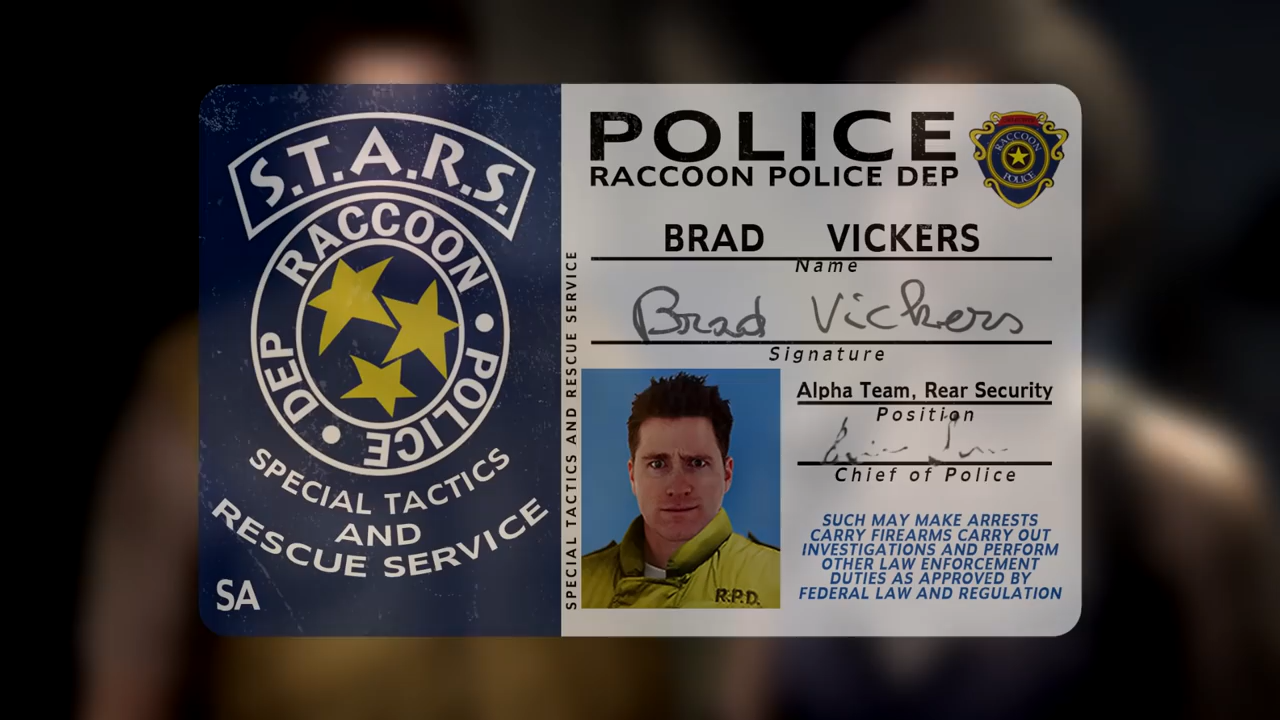 S.T.A.R.S.
RACCOON POLICE DEP
SPECIAL TACTICS
AND
RESCUE SERVICE
SA
SPECIAL TACTICS AND RESCUE SERVICE
POLICE
RACCOON POLICE DEP
RACCOON
POLICE
BRAD VICKERS
Name
Brad Vickers
Signature
Alpha Team, Rear Security
Position
Chief of Police
SUCH MAY MAKE ARRESTS
CARRY FIREARMS CARRY OUT
INVESTIGATIONS AND PERFORM
OTHER LAW ENFORCEMENT
DUTIES AS APPROVED BY
FEDERAL LAW AND REGULATION
R.P.D.